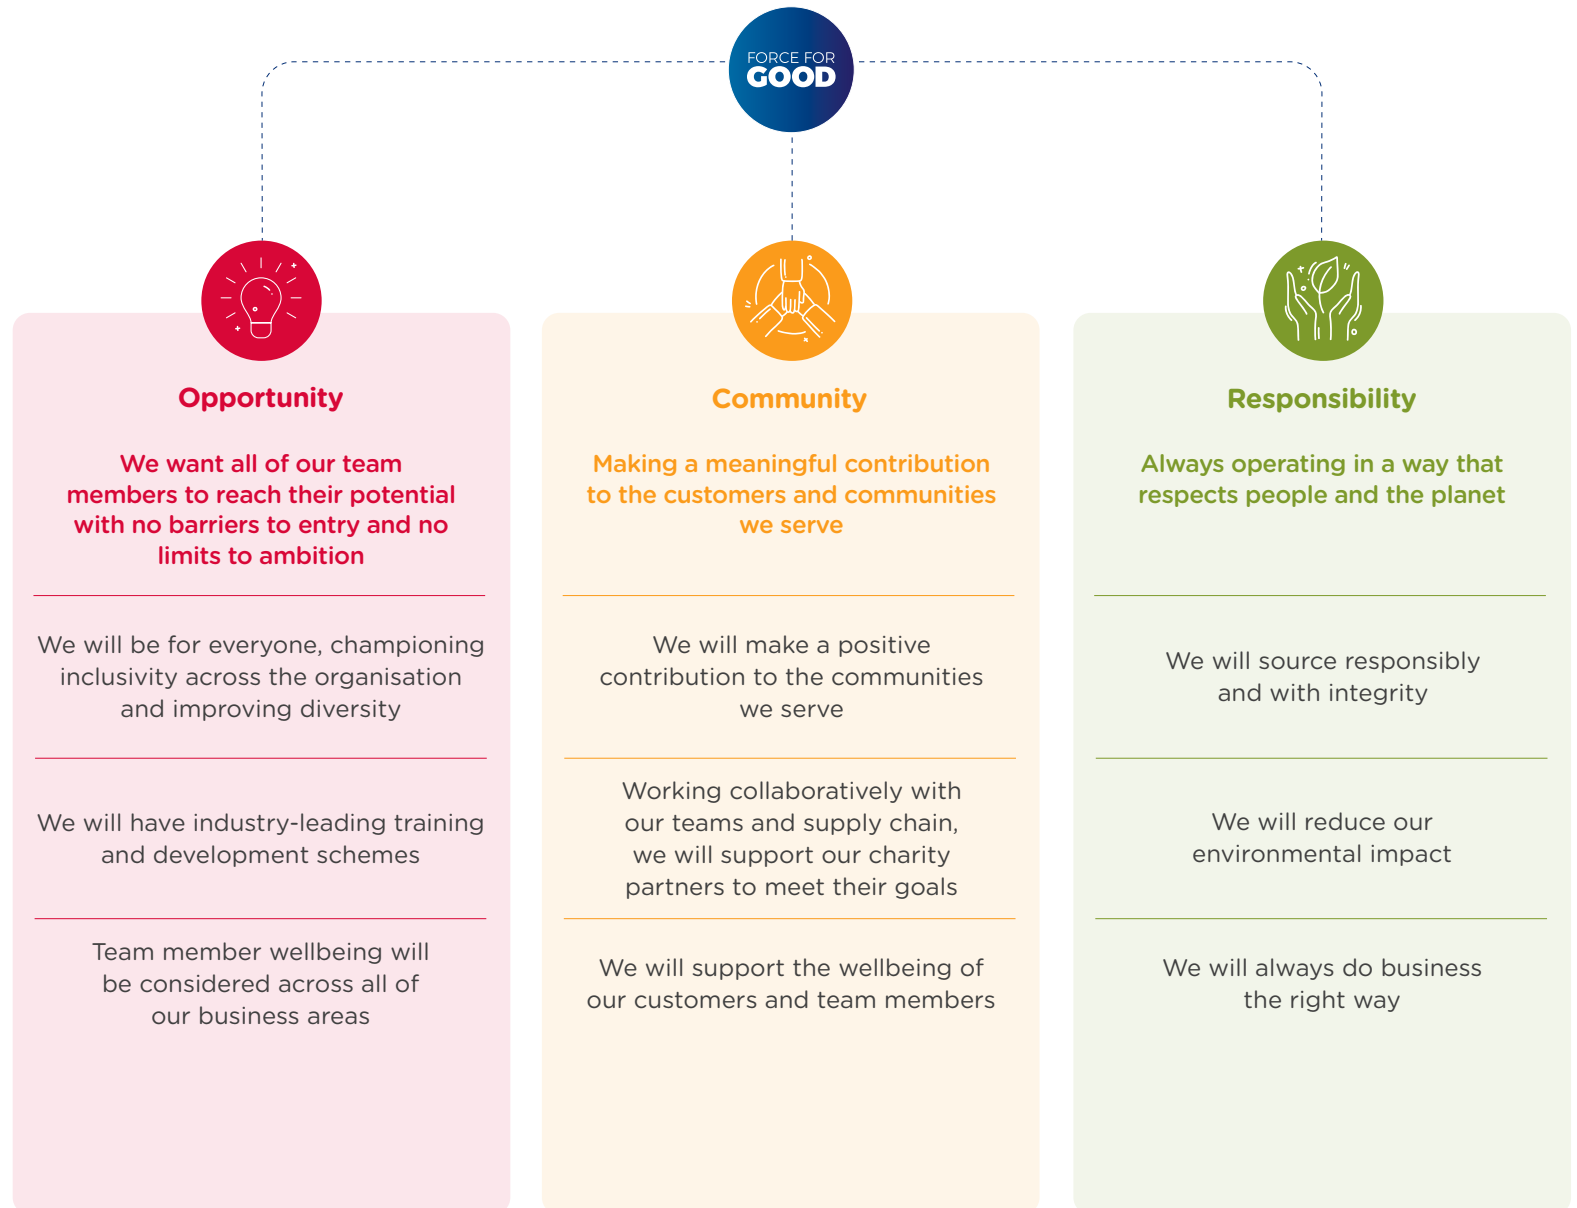 FORCE FOR
GOOD
Opportunity
We want all of our team
members to reach their potential
with no barriers to entry and no
limits to ambition
We will be for everyone, championing
inclusivity across the organisation
and improving diversity
We will have industry-leading training
and development schemes
Team member wellbeing will
be considered across all of
our business areas
Community
Making a meaningful contribution
to the customers and communities
we serve
We will make a positive
contribution to the communities
we serve
Working collaboratively with
our teams and supply chain,
we will support our charity
partners to meet their goals
We will support the wellbeing of
our customers and team members
Responsibility
Always operating in a way that
respects people and the planet
We will source responsibly
and with integrity
We will reduce our
environmental impact
We will always do business
the right way